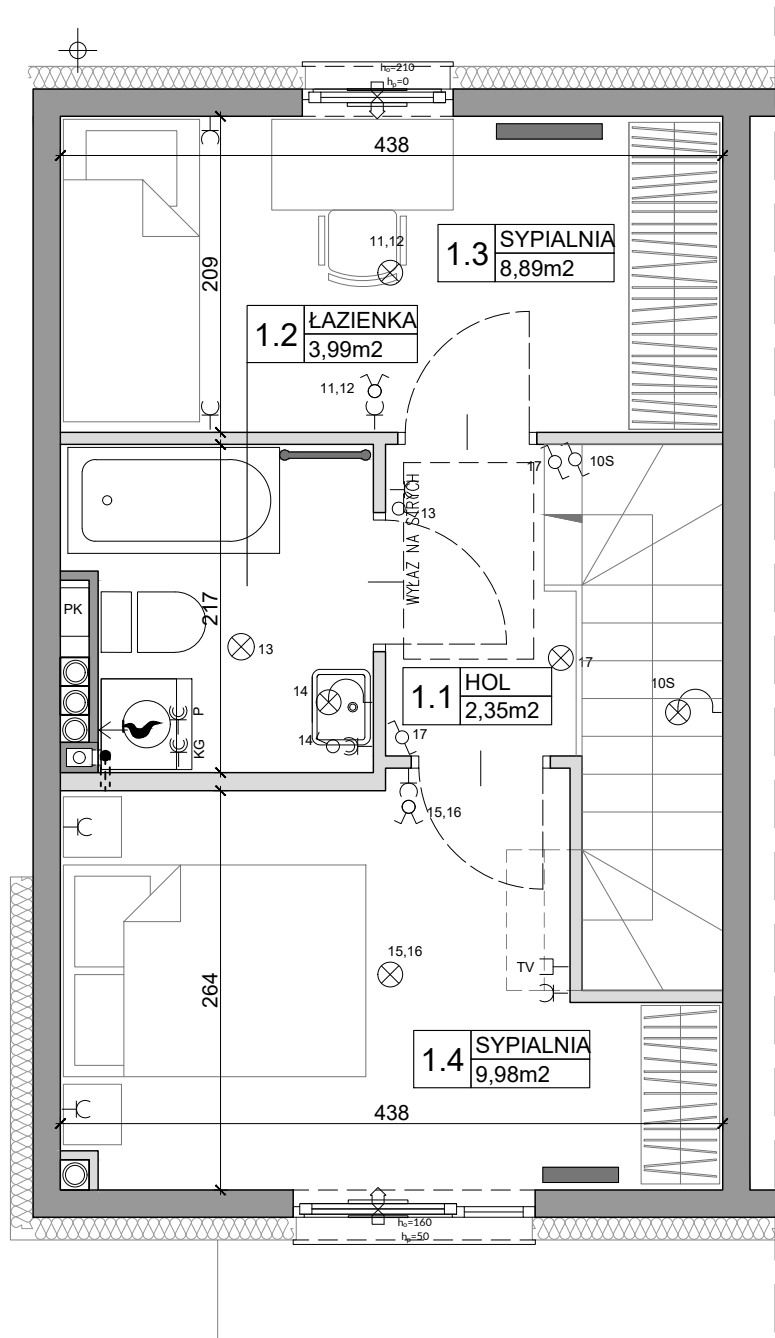 h₀=210
hₚ=0
438
11,12
1.3 SYPIALNIA
8,89m2
209
1.2 ŁAZIENKA
3,99m2
11,12
17
10S
13
WYŁAZ NA STRYCH
217
PK
13
17
14
1.1 HOL
2,35m2
10S
P
KG
14
17
15,16
15,16
TV
264
1.4 SYPIALNIA
9,98m2
438
h₀=160
hₚ=50